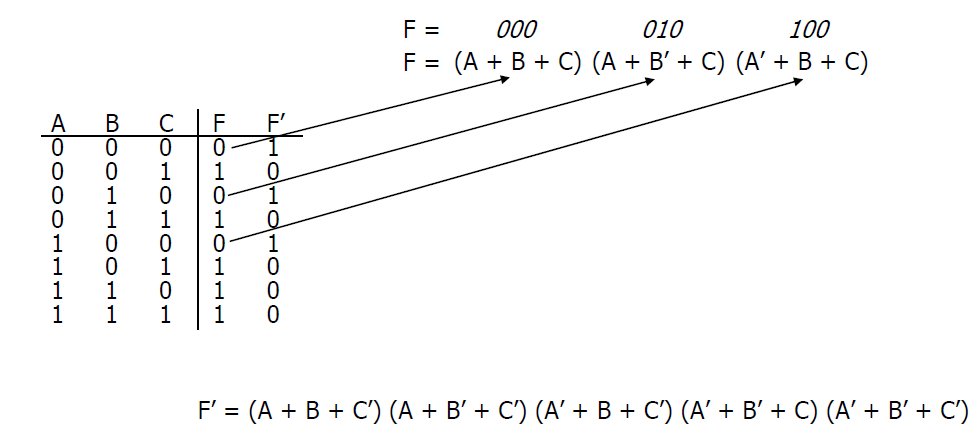 F = 000 010 100
F = (A + B + C) (A + B′ + C) (A′ + B + C)
A B C F F′
0 0 0 0 1
0 0 1 1 0
0 1 0 0 1
0 1 1 1 0
1 0 0 0 1
1 0 1 1 0
1 1 0 1 0
1 1 1 1 0
F′ = (A + B + C′) (A + B′ + C′) (A′ + B + C′) (A′ + B′ + C) (A′ + B′ + C′)